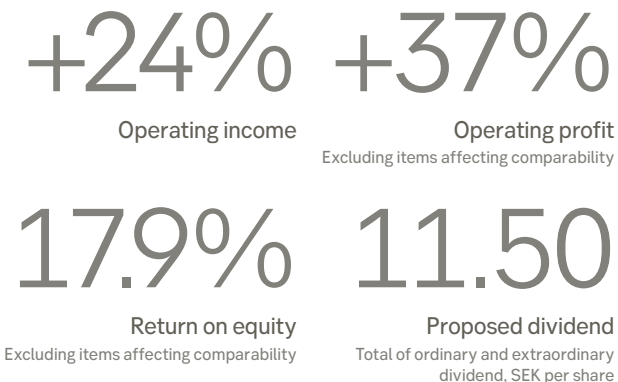 +24%
Operating income
+37%
Operating profit
Excluding items affecting comparability
17.9%
Return on equity
Excluding items affecting comparability
11.50
Proposed dividend
Total of ordinary and extraordinary
dividend, SEK per share